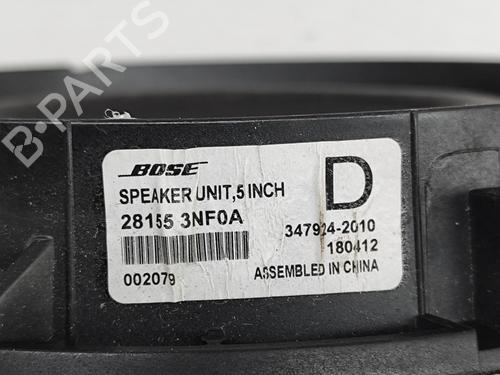 BOSE
SPEAKER UNIT,5 INCH
28155 3NF0A
D
347924-2010
180412
002079
ASSEMBLED IN CHINA
B-PARTS